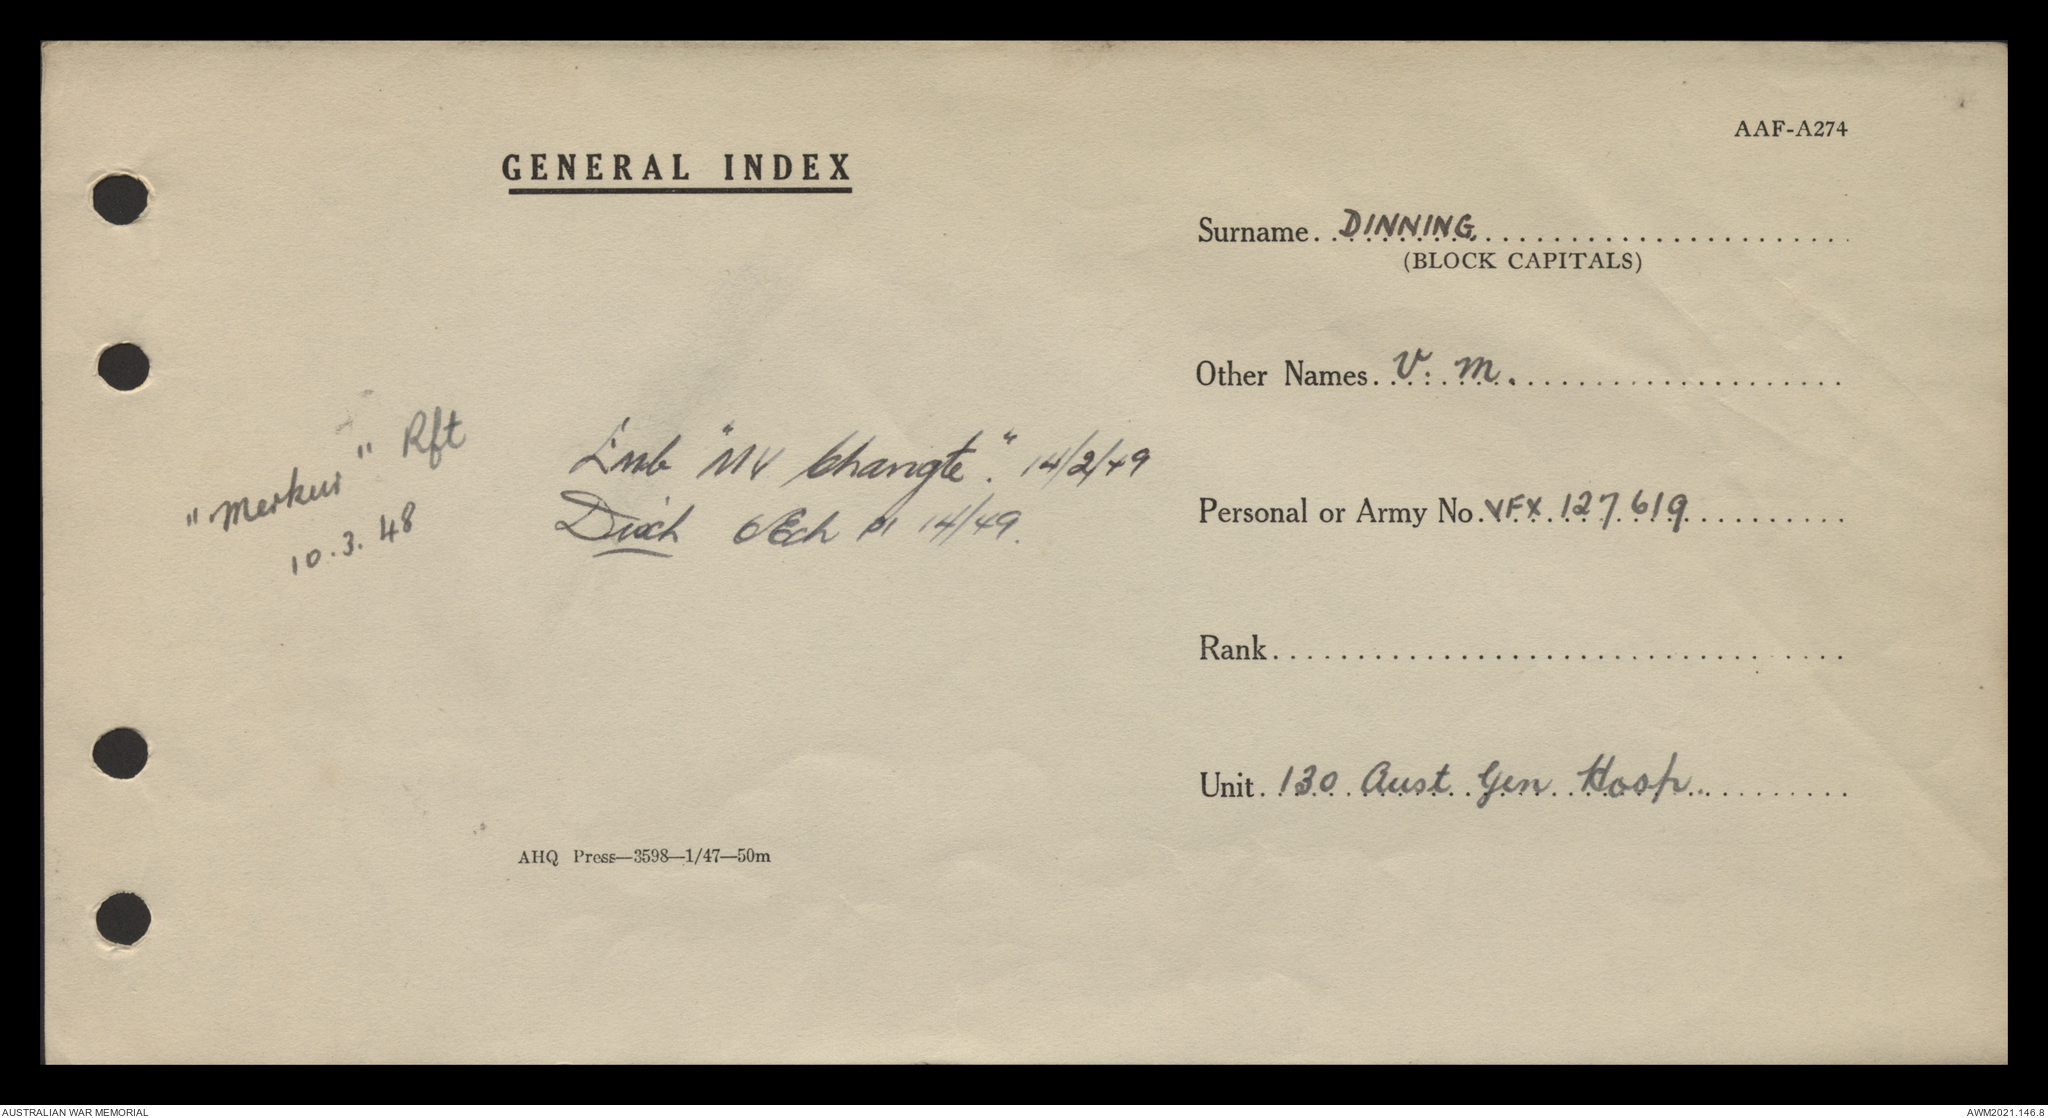 AAF-A274
GENERAL INDEX
Surname DINNING
(BLOCK CAPITALS)
Other Names V. M.
"Merkur" Rft
10.3.48
Emb "MV Changte". 14/2/49
Disch 6 Ech 14/49.
Personal or Army No. VFX 127619
Rank
Unit 130 Aust Gen Hosp.
AHQ Press—3598—1/47—50m
AUSTRALIAN WAR MEMORIAL
AWM2021.146.8